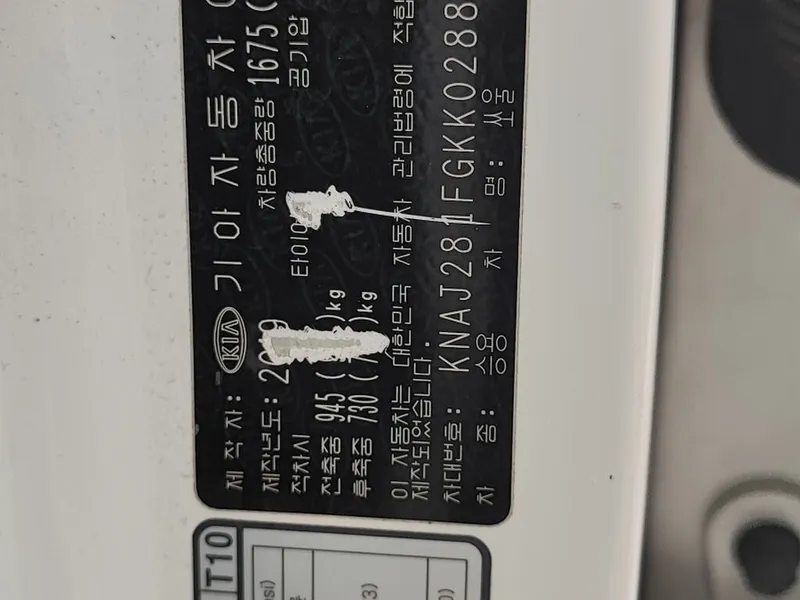 KIA 기아자동차
제 작 자:
차량총중량 1675(
제작년도:
공기압
적차시
전축중 945 ( )kg
후축중 730 ( )kg
이 자동차는 대한민국 자동차 관리법령에 적합
제작되었습니다.
차대번호: KNAJ281FGKK0288
차 종: 승용 차 명: 쏘울
T10